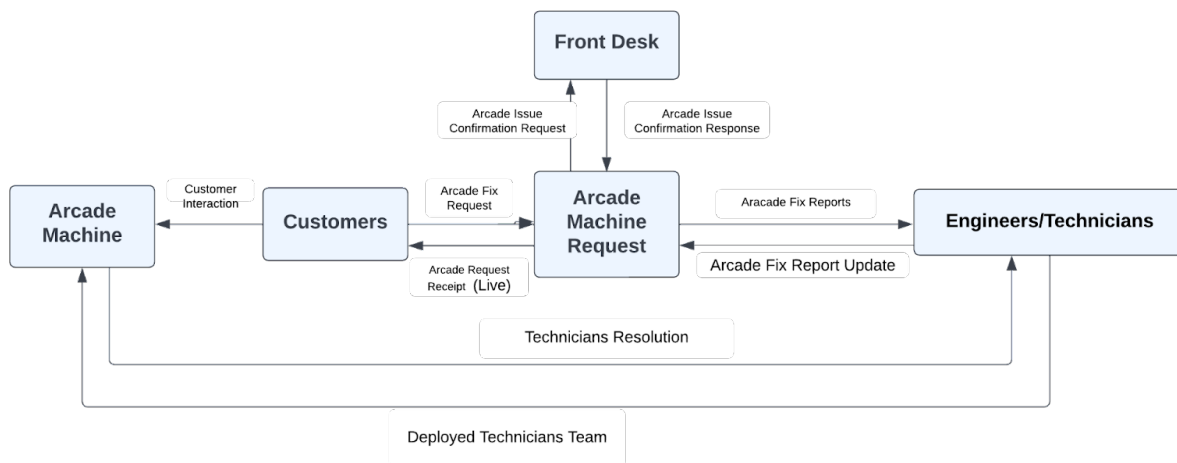 Front Desk
Arcade Issue
Confirmation Request
Arcade Issue
Confirmation Response
Arcade
Machine
Customer
Interaction
Customers
Arcade Fix
Request
Arcade
Machine
Request
Aracade Fix Reports
Engineers/Technicians
Arcade Request
Receipt (Live)
Arcade Fix Report Update
Technicians Resolution
Deployed Technicians Team